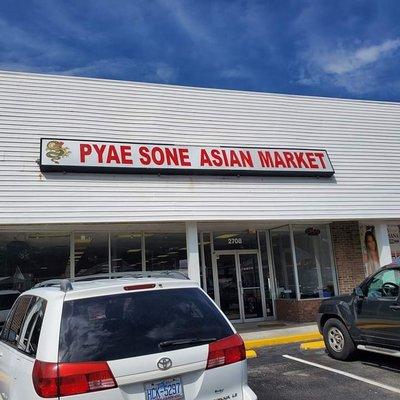 PYAE SONE ASIAN MARKET
2708